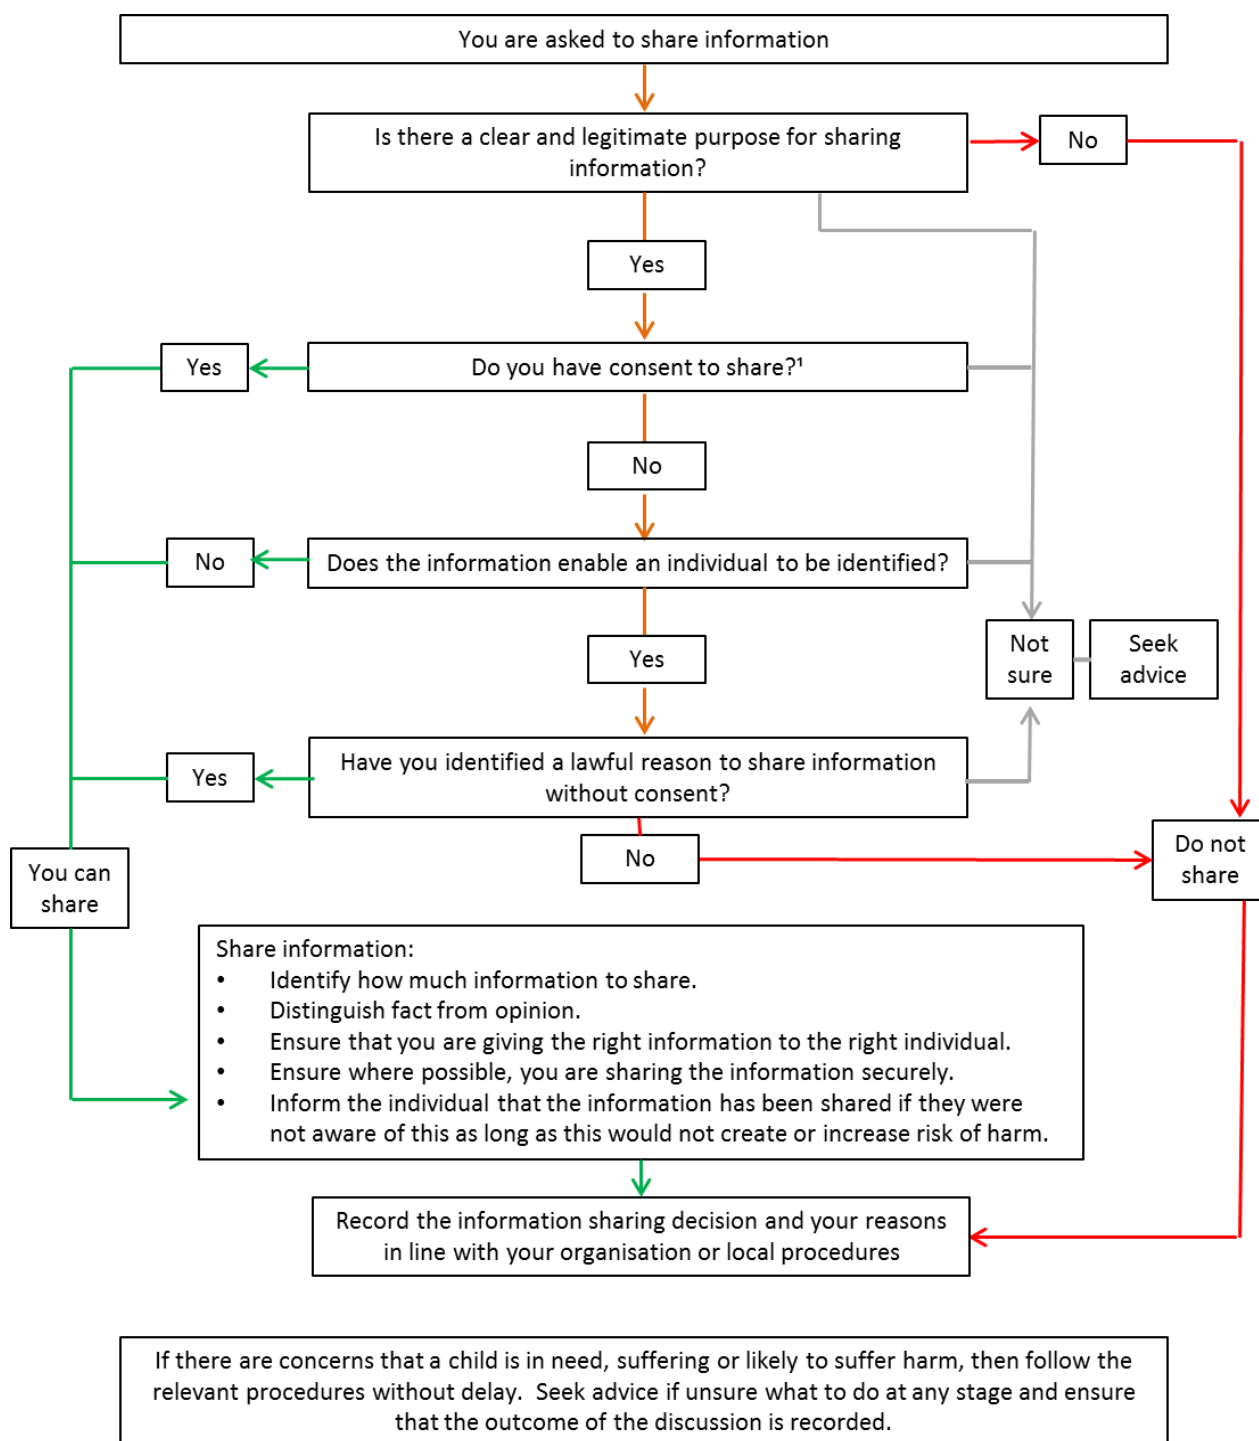 You are asked to share information
Is there a clear and legitimate purpose for sharing
information?
No
Yes
Yes
Do you have consent to share?¹
No
No
Does the information enable an individual to be identified?
Yes
Not
sure
Seek
advice
Yes
Have you identified a lawful reason to share information
without consent?
No
Do not
share
You can
share
Share information:
• Identify how much information to share.
• Distinguish fact from opinion.
• Ensure that you are giving the right information to the right individual.
• Ensure where possible, you are sharing the information securely.
• Inform the individual that the information has been shared if they were
not aware of this as long as this would not create or increase risk of harm.
Record the information sharing decision and your reasons
in line with your organisation or local procedures
If there are concerns that a child is in need, suffering or likely to suffer harm, then follow the
relevant procedures without delay.  Seek advice if unsure what to do at any stage and ensure
that the outcome of the discussion is recorded.